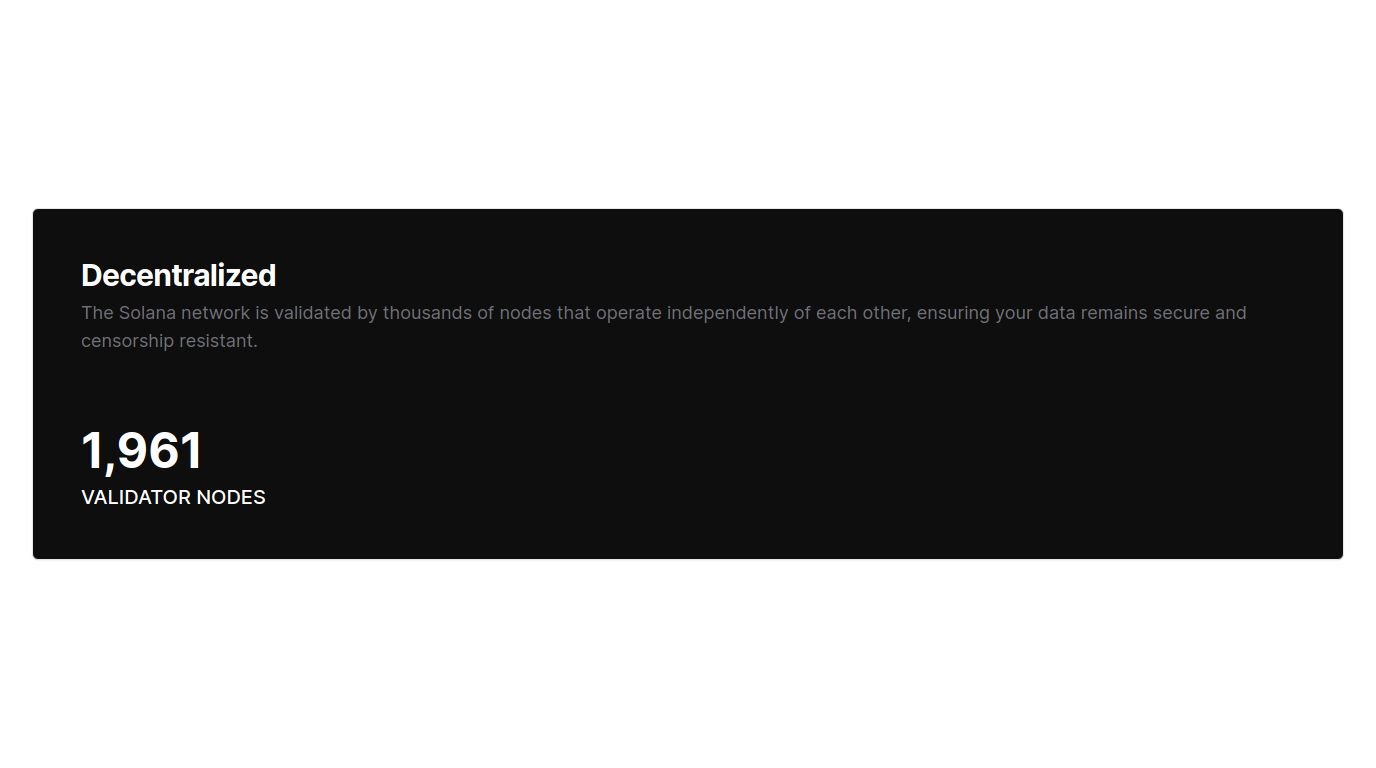 Decentralized
The Solana network is validated by thousands of nodes that operate independently of each other, ensuring your data remains secure and
censorship resistant.
1,961
VALIDATOR NODES